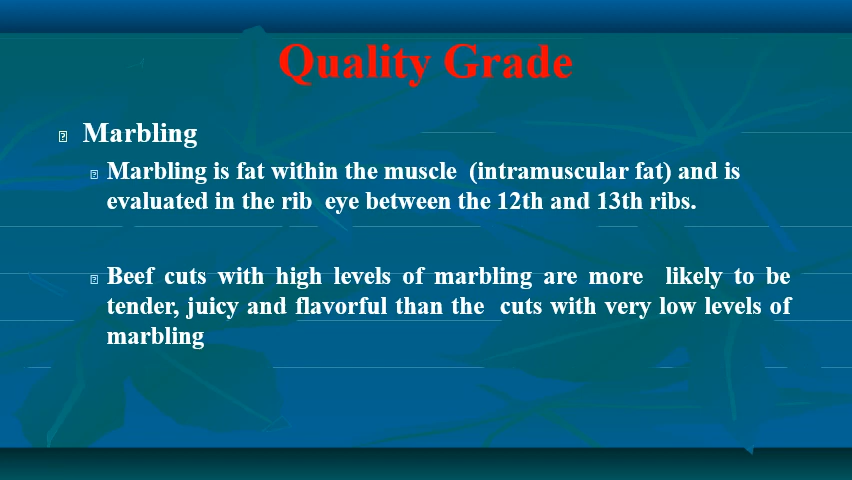 Quality Grade
Marbling
Marbling is fat within the muscle (intramuscular fat) and is
evaluated in the rib eye between the 12th and 13th ribs.
Beef cuts with high levels of marbling are more likely to be
tender, juicy and flavorful than the cuts with very low levels of
marbling